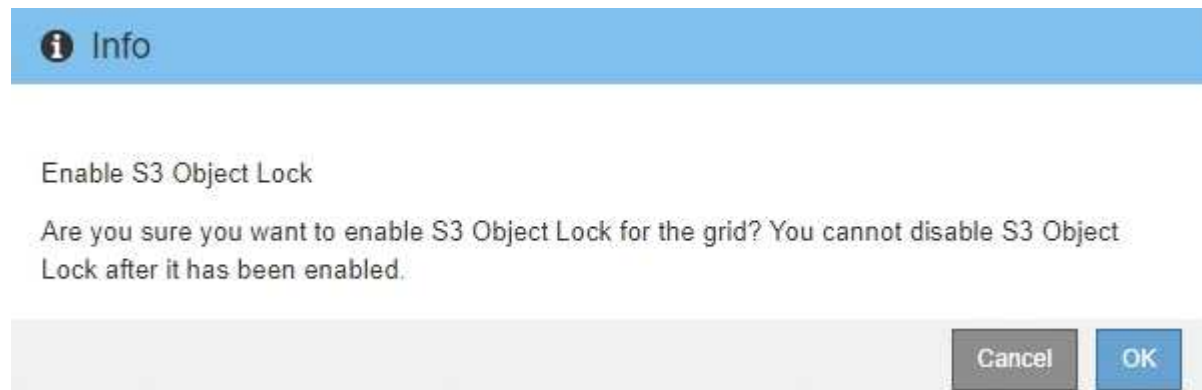 Info
Enable S3 Object Lock
Are you sure you want to enable S3 Object Lock for the grid? You cannot disable S3 Object
Lock after it has been enabled.
Cancel
OK